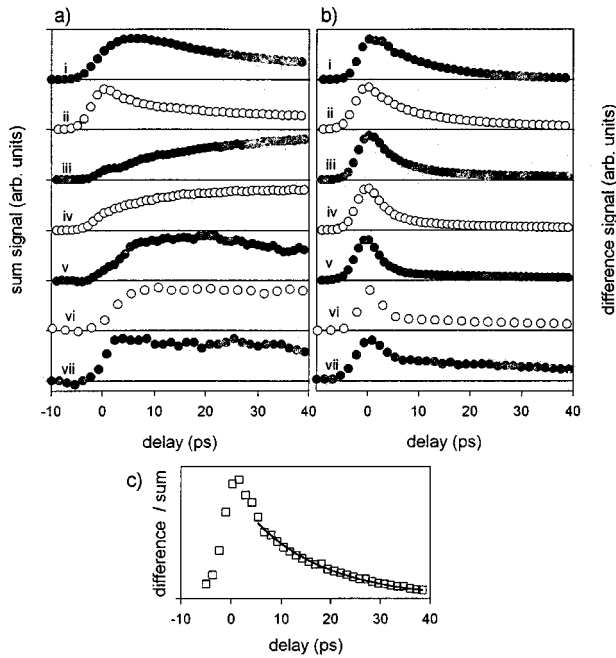 a)
b)
sum signal (arb. units)
difference signal (arb. units)
i
ii
iii
iv
v
vi
vii
i
ii
iii
iv
v
vi
vii
-10 0 10 20 30 40
0 10 20 30 40
delay (ps)
delay (ps)
c)
difference / sum
-10 0 10 20 30 40
delay (ps)